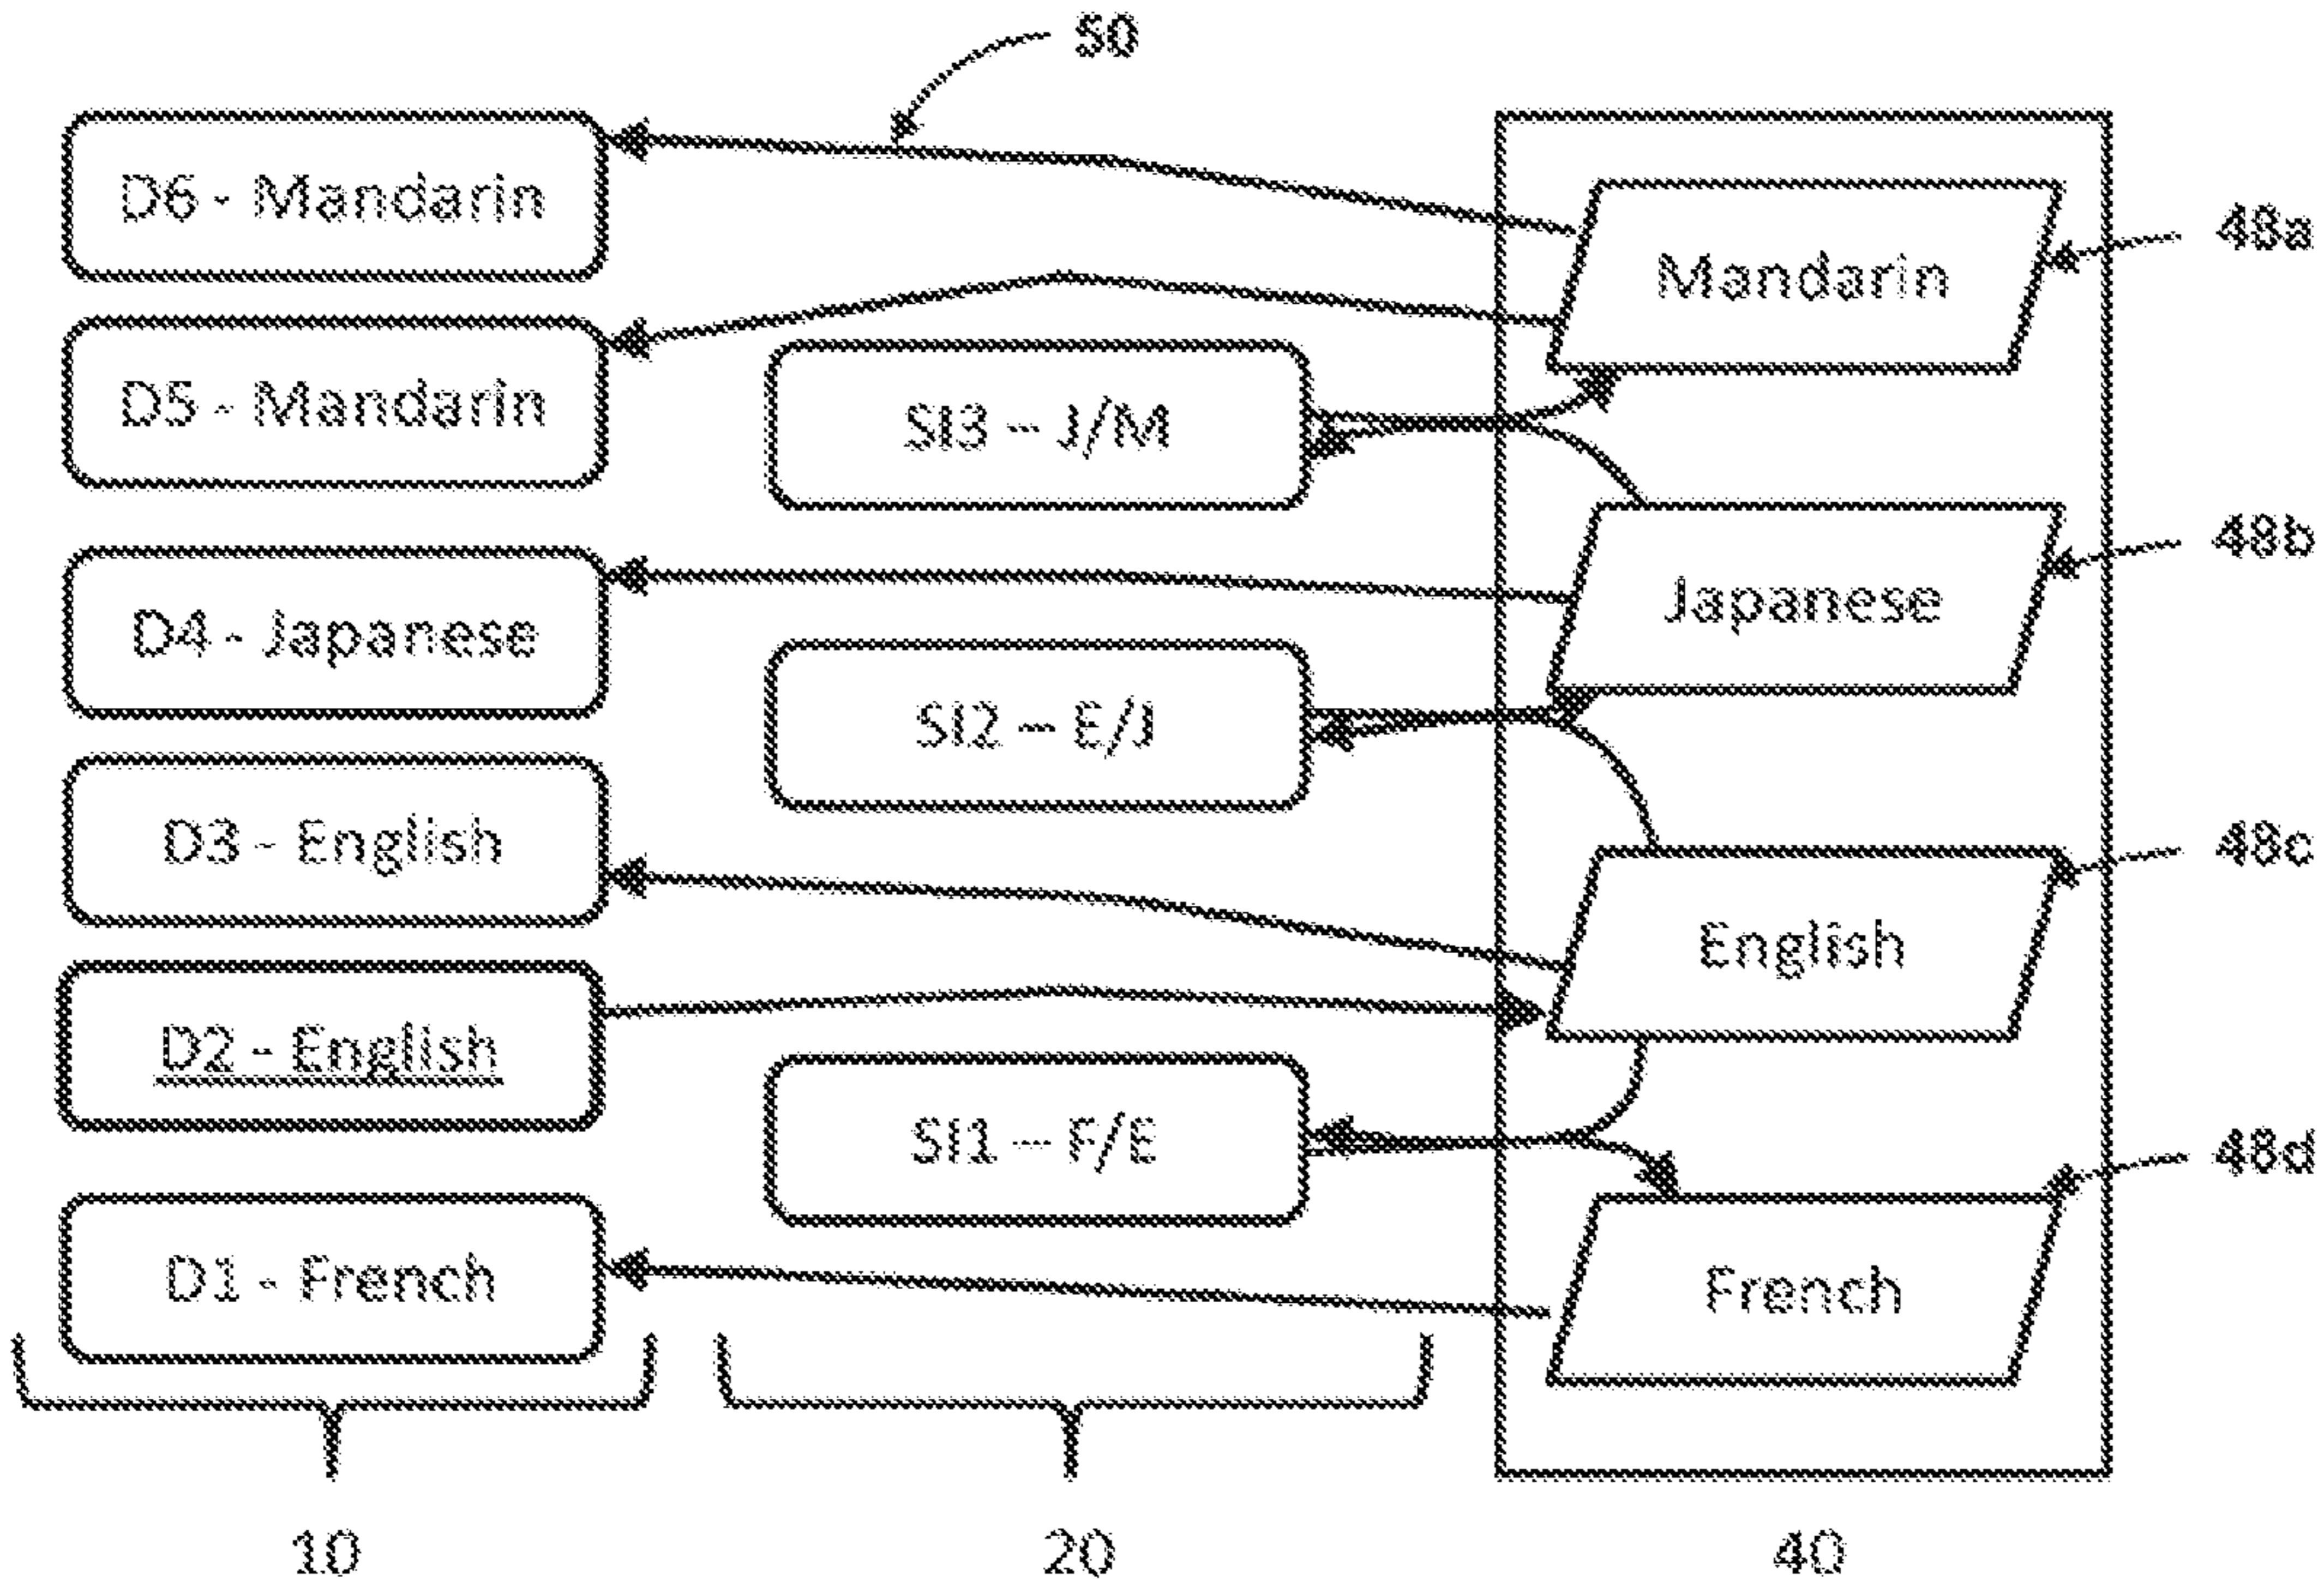 50
D6 - Mandarin
Mandarin
48a
D5 - Mandarin
SI3 – J/M
48b
D4 - Japanese
Japanese
SI2 – E/J
D3 - English
48c
English
D2 - English
SI1 – F/E
48d
D1 - French
French
10
20
40